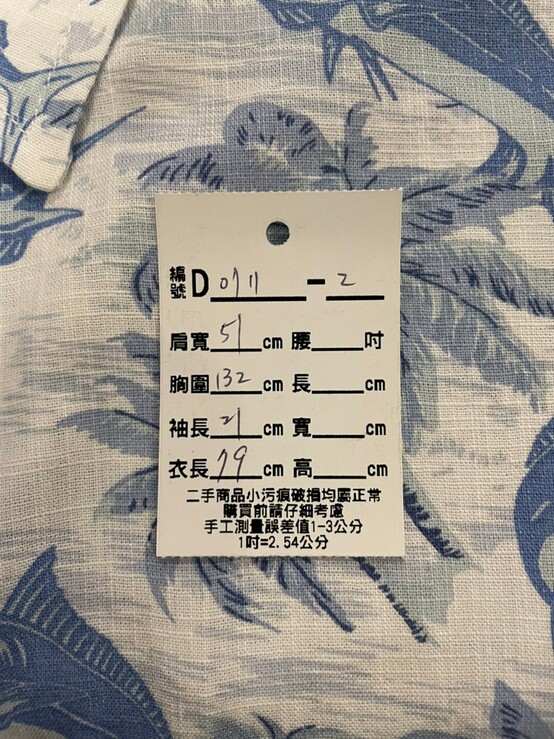 編號 D 0111 - 2
肩寬 51 cm 腰 吋
胸圍 132 cm 長 cm
袖長 21 cm 寬 cm
衣長 79 cm 高 cm
二手商品小污痕破損均屬正常
購買前請仔細考慮
手工測量誤差值1-3公分
1吋=2.54公分